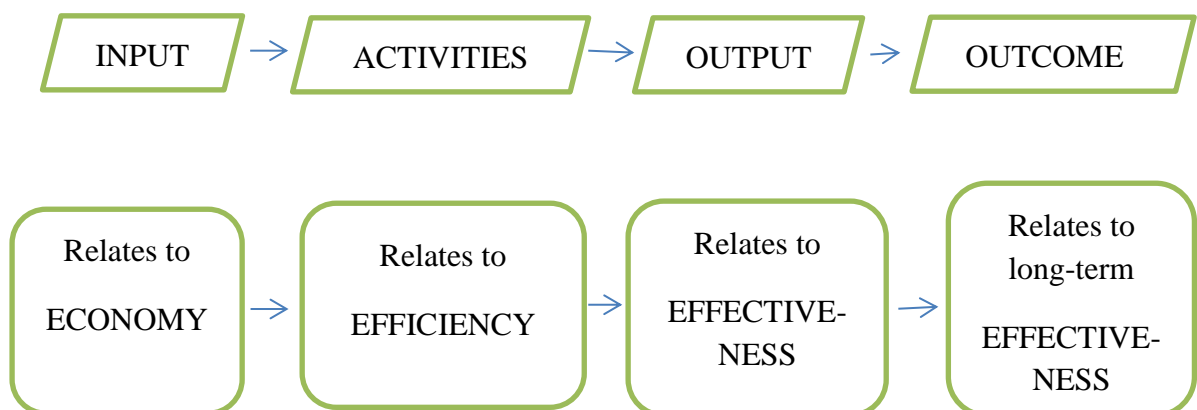 INPUT
ACTIVITIES
OUTPUT
OUTCOME
Relates to
ECONOMY
Relates to
EFFICIENCY
Relates to
EFFECTIVE-
NESS
Relates to
long-term
EFFECTIVE-
NESS